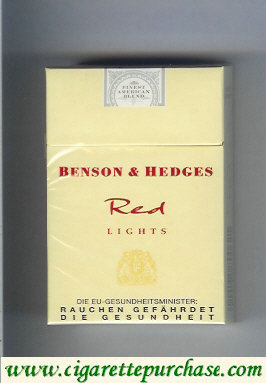 FINEST
AMERICAN
BLEND
BENSON & HEDGES
Red
LIGHTS
DIE EU-GESUNDHEITSMINISTER:
RAUCHEN GEFÄHRDET
DIE GESUNDHEIT
www.cigarettepurchase.com